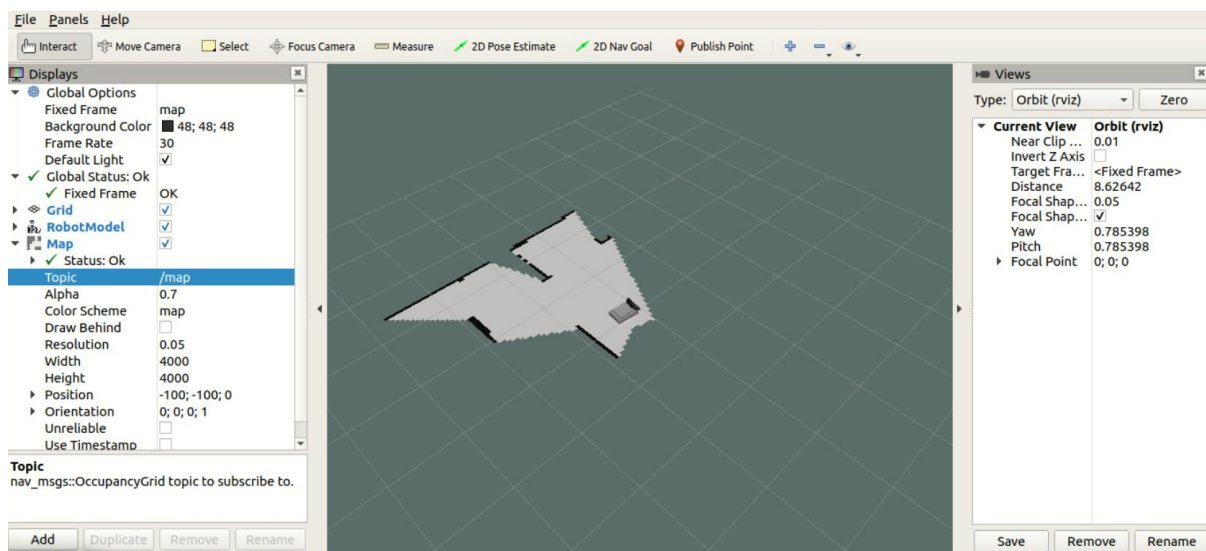 File Panels Help
Interact Move Camera Select Focus Camera Measure 2D Pose Estimate 2D Nav Goal Publish Point
Displays
Global Options
Fixed Frame map
Background Color 48; 48; 48
Frame Rate 30
Default Light
Global Status: Ok
Fixed Frame OK
Grid
RobotModel
Map
Status: Ok
Topic /map
Alpha 0.7
Color Scheme map
Draw Behind
Resolution 0.05
Width 4000
Height 4000
Position -100; -100; 0
Orientation 0; 0; 0; 1
Unreliable
Use Timestamp
Topic
nav_msgs::OccupancyGrid topic to subscribe to.
Add Duplicate Remove Rename
Views
Type: Orbit (rviz) Zero
Current View Orbit (rviz)
Near Clip ... 0.01
Invert Z Axis
Target Fra... <Fixed Frame>
Distance 8.62642
Focal Shap... 0.05
Focal Shap...
Yaw 0.785398
Pitch 0.785398
Focal Point 0; 0; 0
Save Remove Rename